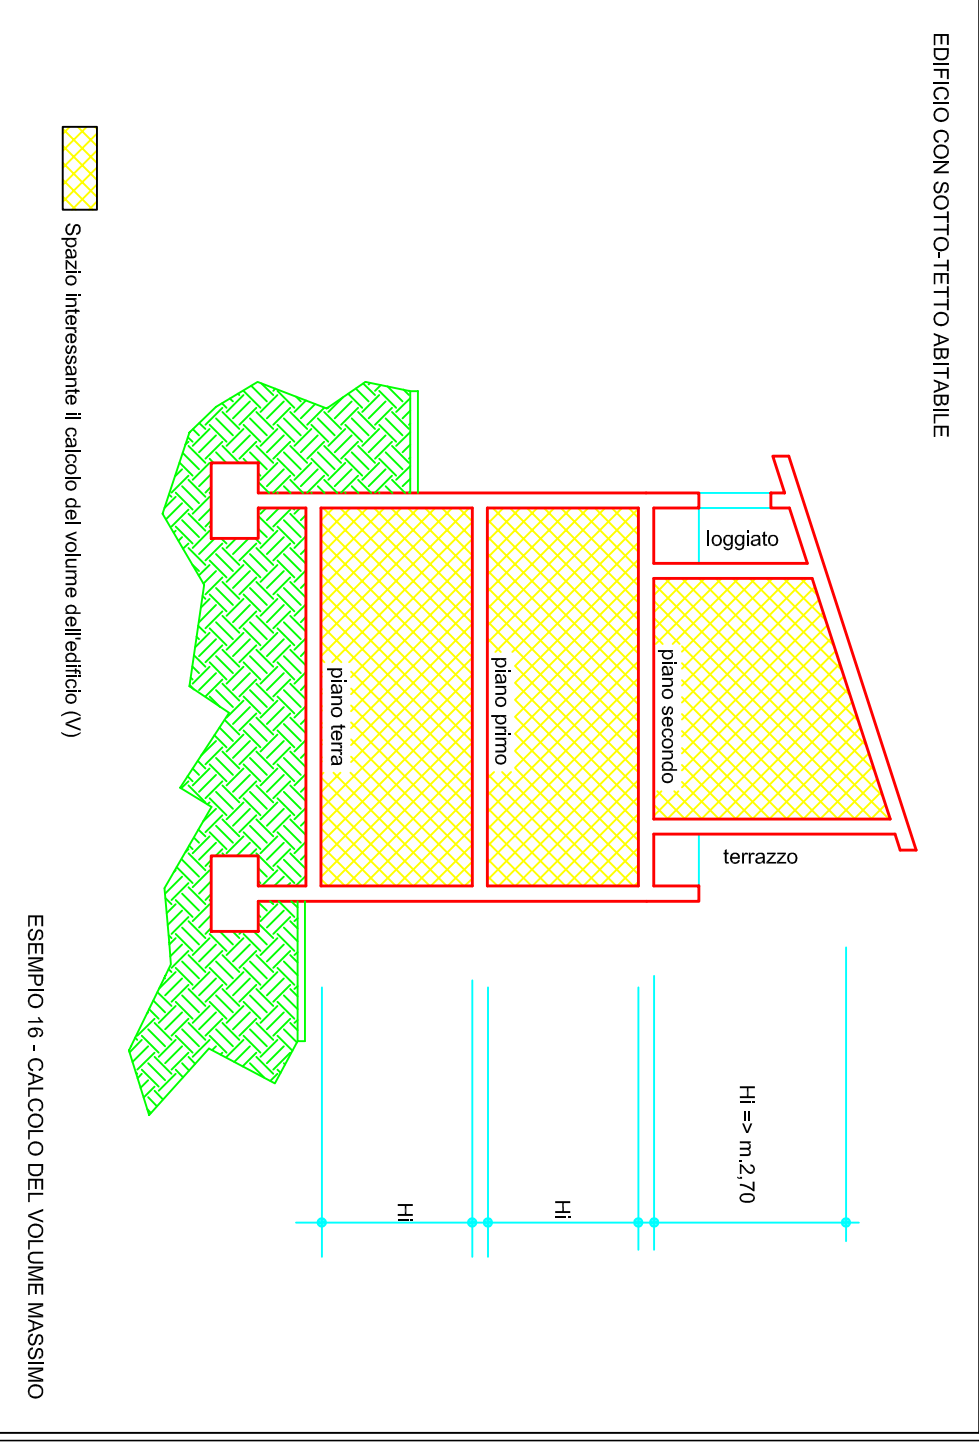 EDIFICIO CON SOTTO-TETTO ABITABILE
loggiato
terrazzo
piano secondo
Hi => m.2,70
piano primo
Hi
piano terra
Hi
Spazio interessante il calcolo del volume dell'edificio (V)
ESEMPIO 16 - CALCOLO DEL VOLUME MASSIMO